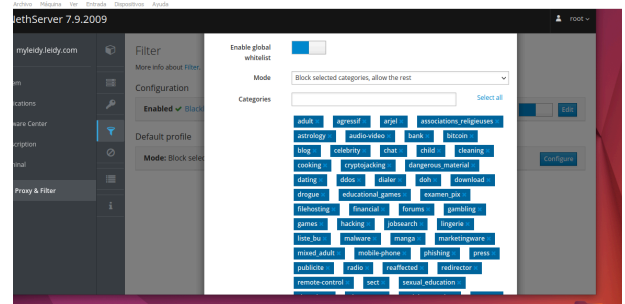 Archivo Máquina Ver Entrada Dispositivos Ayuda
NethServer 7.9.2009
root
myleidy.leidy.com
Filter
More info about Filter.
Configuration
Enabled
Edit
Default profile
Mode: Block selec
Configure
Proxy & Filter
Enable global whitelist
Mode
Block selected categories, allow the rest
Categories
Select all
adult × agressif × arjel × associations_religieuses ×
astrology × audio-video × bank × bitcoin ×
blog × celebrity × chat × child × cleaning ×
cooking × cryptojacking × dangerous_material ×
dating × ddos × dialer × doh × download ×
drogue × educational_games × examen_pix ×
filehosting × financial × forums × gambling ×
games × hacking × jobsearch × lingerie ×
liste_bu × malware × manga × marketingware ×
mixed_adult × mobile-phone × phishing × press ×
publicite × radio × reaffected × redirector ×
remote-control × sect × sexual_education ×